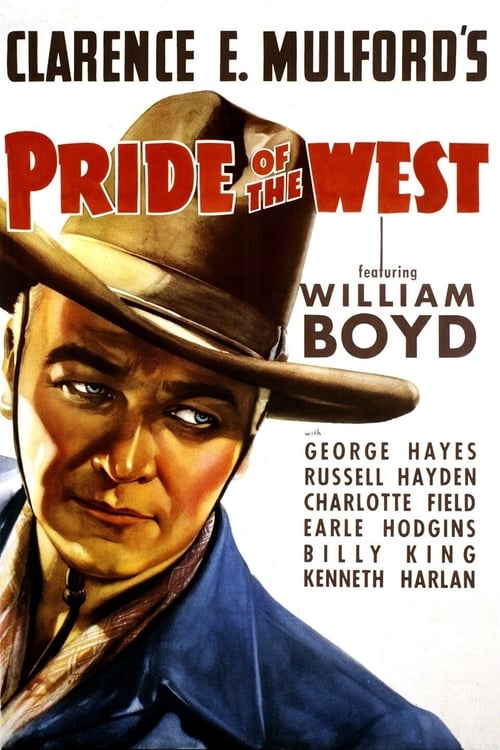 CLARENCE E. MULFORD'S
PRIDE OF THE WEST
featuring
WILLIAM
BOYD
with
GEORGE HAYES
RUSSELL HAYDEN
CHARLOTTE FIELD
EARLE HODGINS
BILLY KING
KENNETH HARLAN